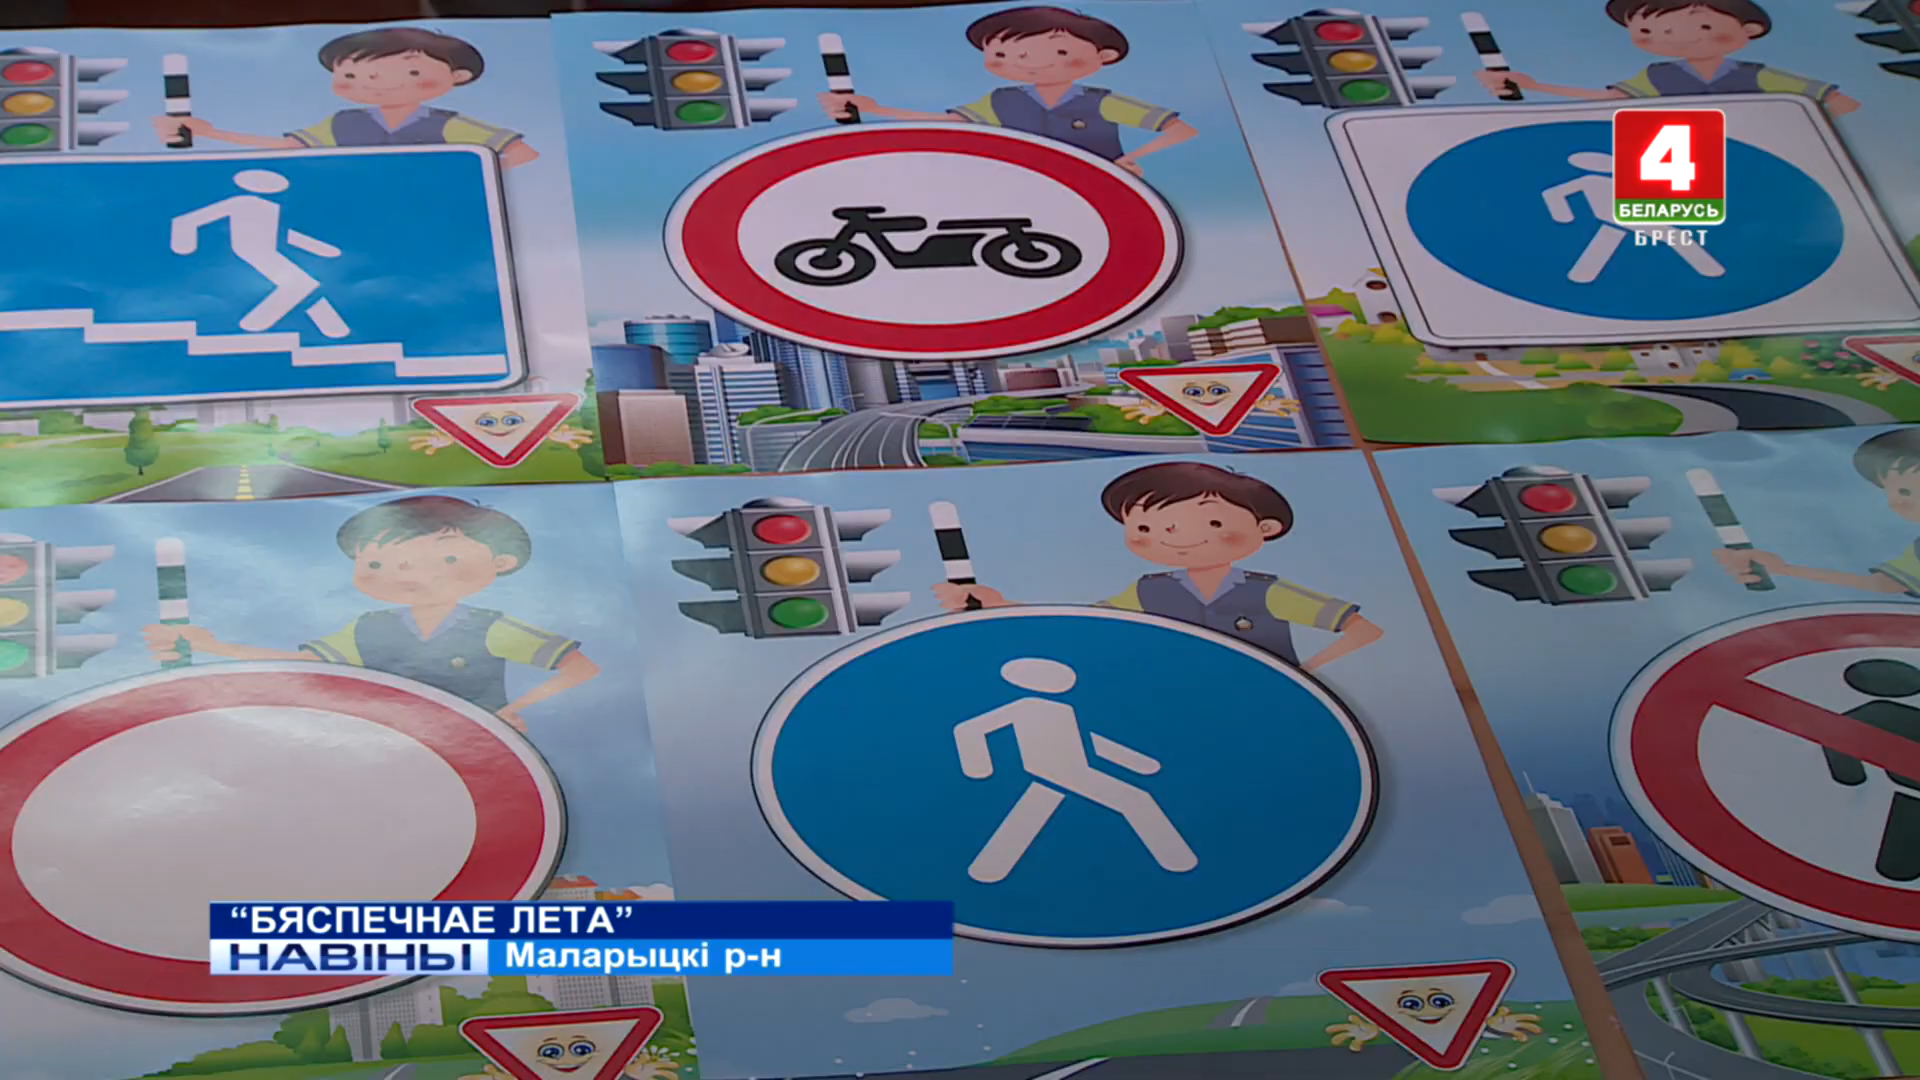 4
БЕЛАРУСЬ
БРЕСТ
“БЯСПЕЧНАЕ ЛЕТА”
НАВІНЫ
Маларыцкі р-н